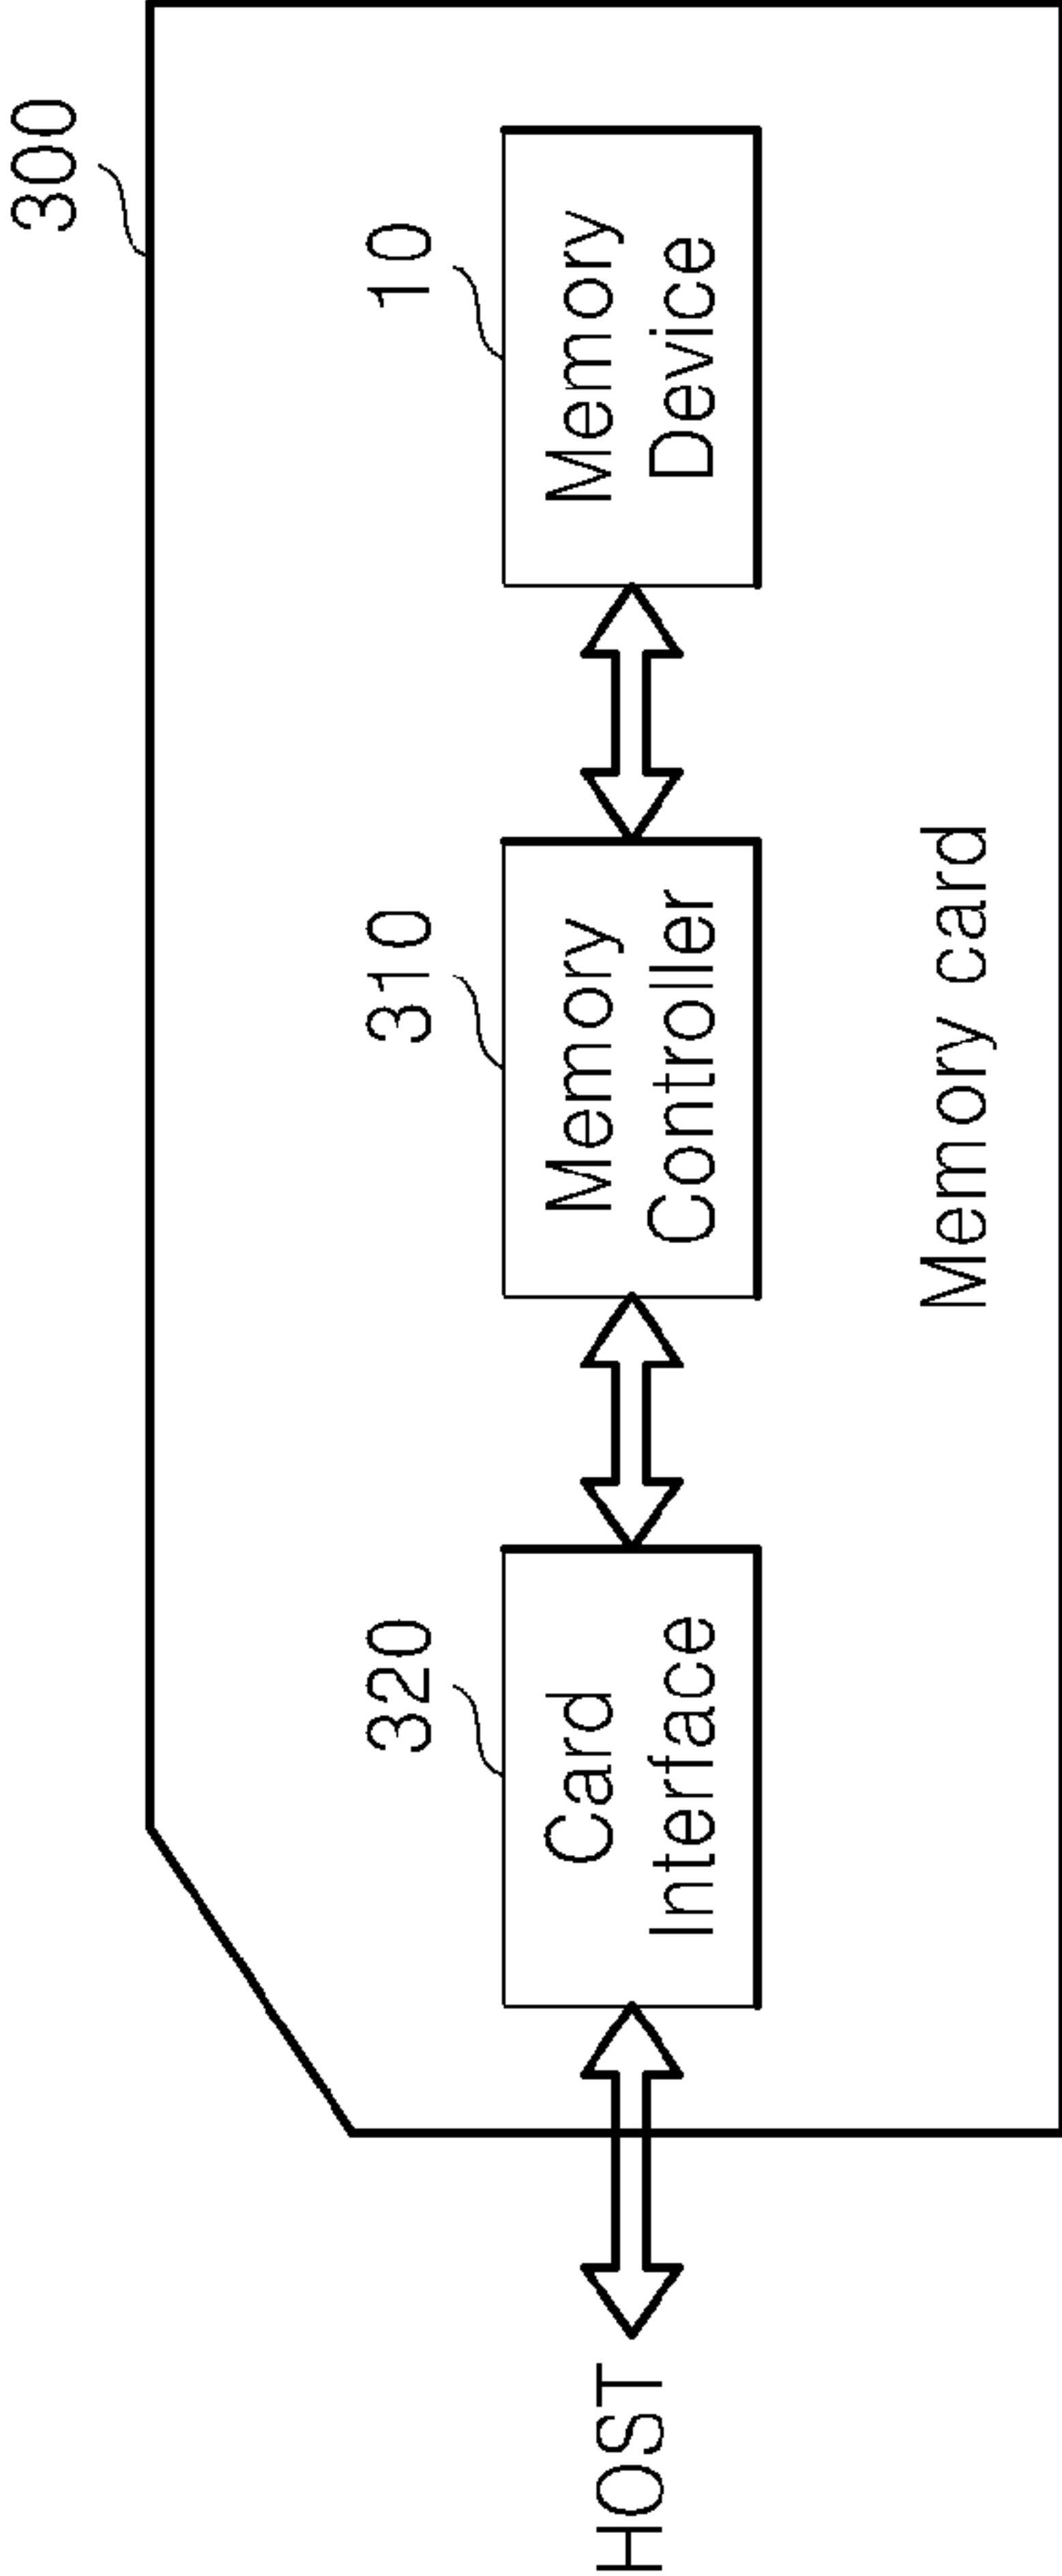 300
320
310
10
Card
Interface
Memory
Controller
Memory
Device
HOST
Memory card